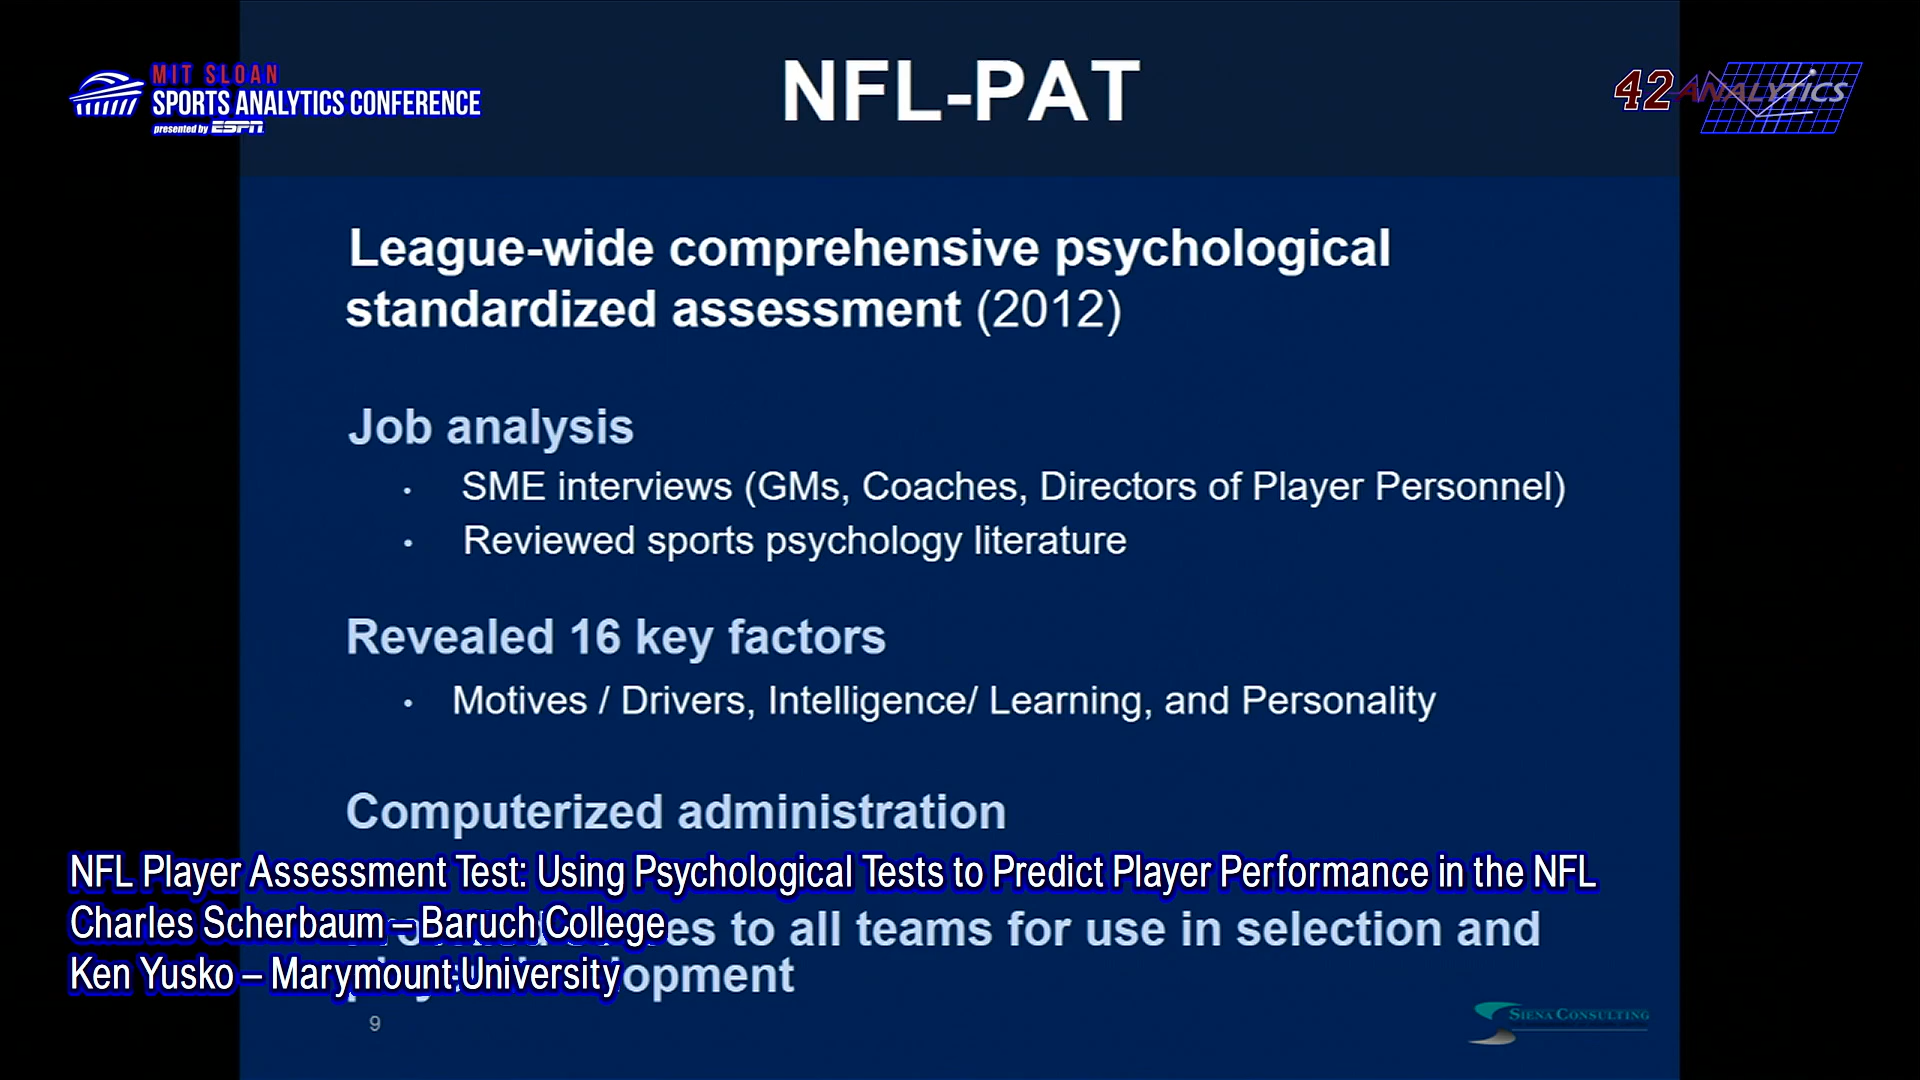 MIT SLOAN
SPORTS ANALYTICS CONFERENCE
presented by ESPN
NFL-PAT
42 ANALYTICS
League-wide comprehensive psychological
standardized assessment (2012)
Job analysis
• SME interviews (GMs, Coaches, Directors of Player Personnel)
• Reviewed sports psychology literature
Revealed 16 key factors
• Motives / Drivers, Intelligence/ Learning, and Personality
Computerized administration
NFL Player Assessment Test: Using Psychological Tests to Predict Player Performance in the NFL
Charles Scherbaum – Baruch College
to all teams for use in selection and
Ken Yusko – Marymount University
9
SIENA CONSULTING